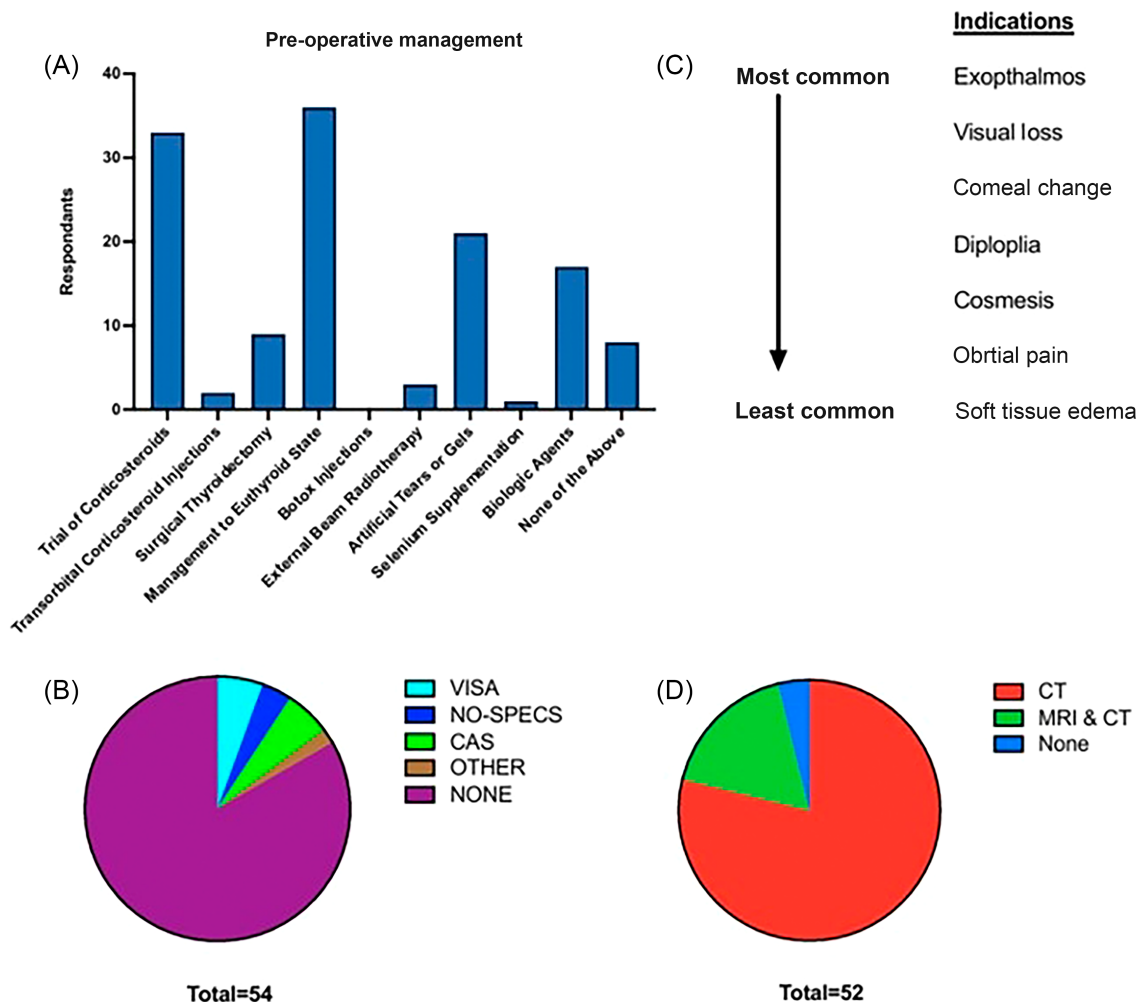 (A)
Pre-operative management
Respondants
40
30
20
10
0
Trial of Corticosteroids
Transorbital Corticosteroid Injections
Surgical Thyroidectomy
Management to Euthyroid State
Botox Injections
External Beam Radiotherapy
Artificial Tears or Gels
Selenium Supplementation
Biologic Agents
None of the Above
(C)
Indications
Most common
Exopthalmos
Visual loss
Comeal change
Diploplia
Cosmesis
Obrtial pain
Least common
Soft tissue edema
(B)
VISA
NO-SPECS
CAS
OTHER
NONE
Total=54
(D)
CT
MRI & CT
None
Total=52